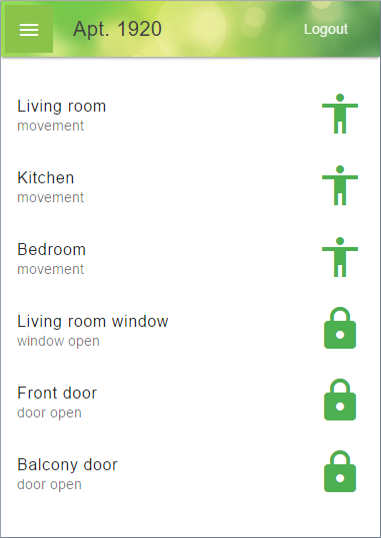 Apt. 1920
Logout
Living room
movement
Kitchen
movement
Bedroom
movement
Living room window
window open
Front door
door open
Balcony door
door open